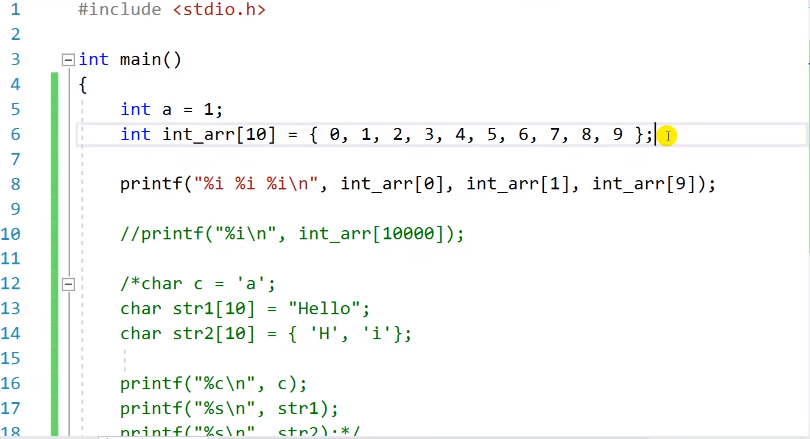 1 #include <stdio.h>
2
3 int main()
4 {
5 int a = 1;
6 int int_arr[10] = { 0, 1, 2, 3, 4, 5, 6, 7, 8, 9 };
7
8 printf("%i %i %i\n", int_arr[0], int_arr[1], int_arr[9]);
9
10 //printf("%i\n", int_arr[10000]);
11
12 /*char c = 'a';
13 char str1[10] = "Hello";
14 char str2[10] = { 'H', 'i'};
15
16 printf("%c\n", c);
17 printf("%s\n", str1);
18 printf("%s\n", str2);*/